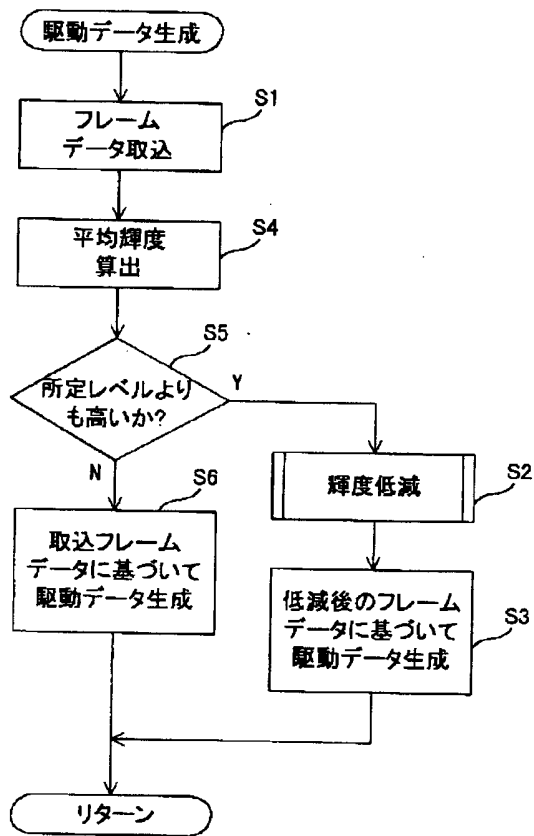 駆動データ生成
S1
フレーム
データ取込
S4
平均輝度
算出
S5
所定レベルより
も高いか?
Y
N
S6
取込フレーム
データに基づいて
駆動データ生成
輝度低減
S2
低減後のフレーム
データに基づいて
駆動データ生成
S3
リターン